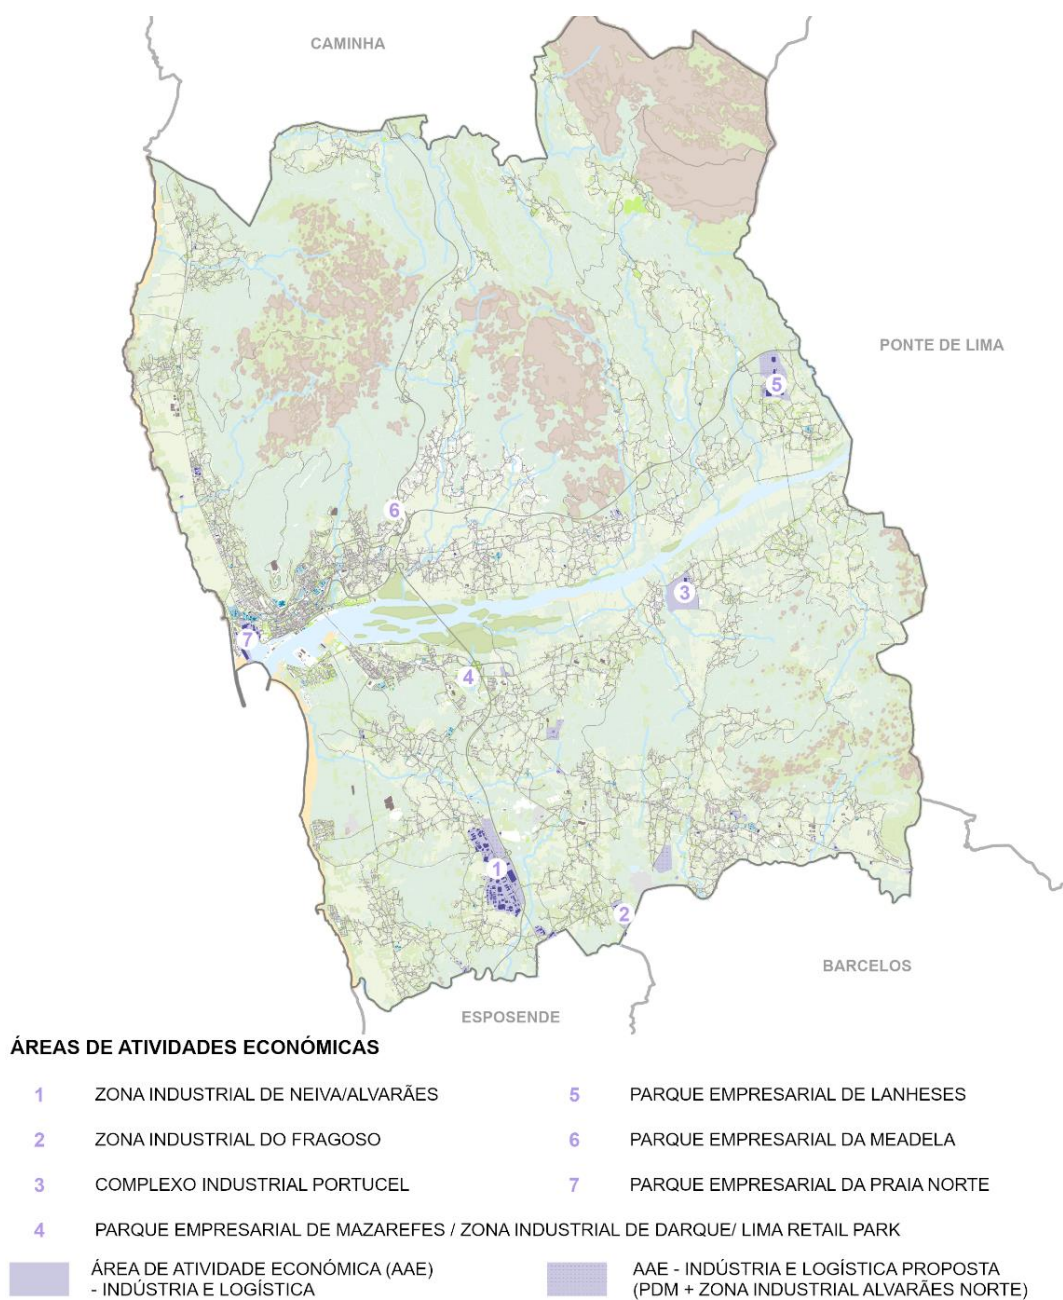 CAMINHA
PONTE DE LIMA
5
6
3
7
4
1
2
BARCELOS
ESPOSENDE
ÁREAS DE ATIVIDADES ECONÓMICAS
1 ZONA INDUSTRIAL DE NEIVA/ALVARÃES
5 PARQUE EMPRESARIAL DE LANHESES
2 ZONA INDUSTRIAL DO FRAGOSO
6 PARQUE EMPRESARIAL DA MEADELA
3 COMPLEXO INDUSTRIAL PORTUCEL
7 PARQUE EMPRESARIAL DA PRAIA NORTE
4 PARQUE EMPRESARIAL DE MAZAREFES / ZONA INDUSTRIAL DE DARQUE/ LIMA RETAIL PARK
ÁREA DE ATIVIDADE ECONÓMICA (AAE)
- INDÚSTRIA E LOGÍSTICA
AAE - INDÚSTRIA E LOGÍSTICA PROPOSTA
(PDM + ZONA INDUSTRIAL ALVARÃES NORTE)